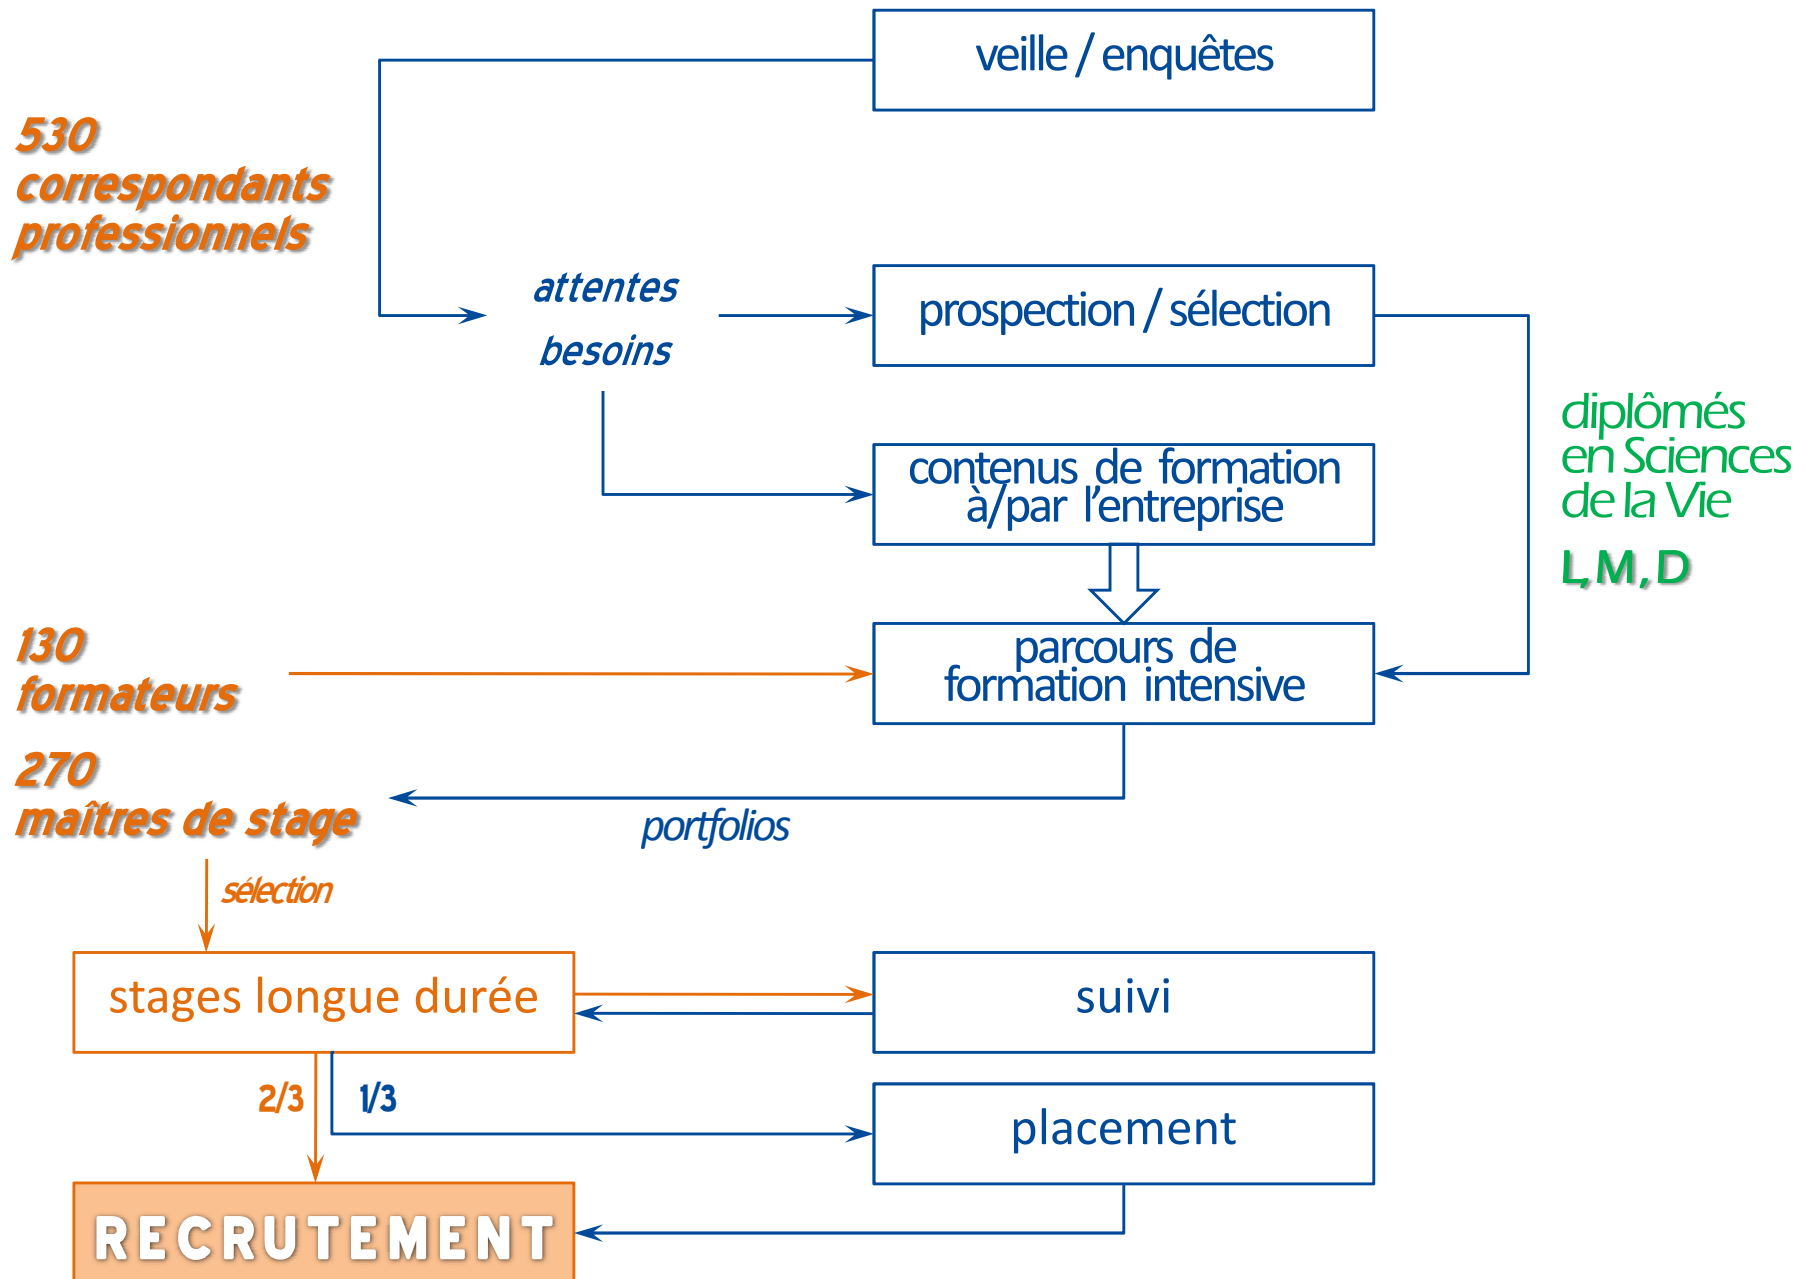 veille / enquêtes
530
correspondants
professionnels
attentes
besoins
prospection / sélection
diplômés
en Sciences
de la Vie
L, M, D
contenus de formation
à/par l’entreprise
130
formateurs
parcours de
formation intensive
270
maîtres de stage
portfolios
sélection
stages longue durée
suivi
2/3
1/3
placement
RECRUTEMENT